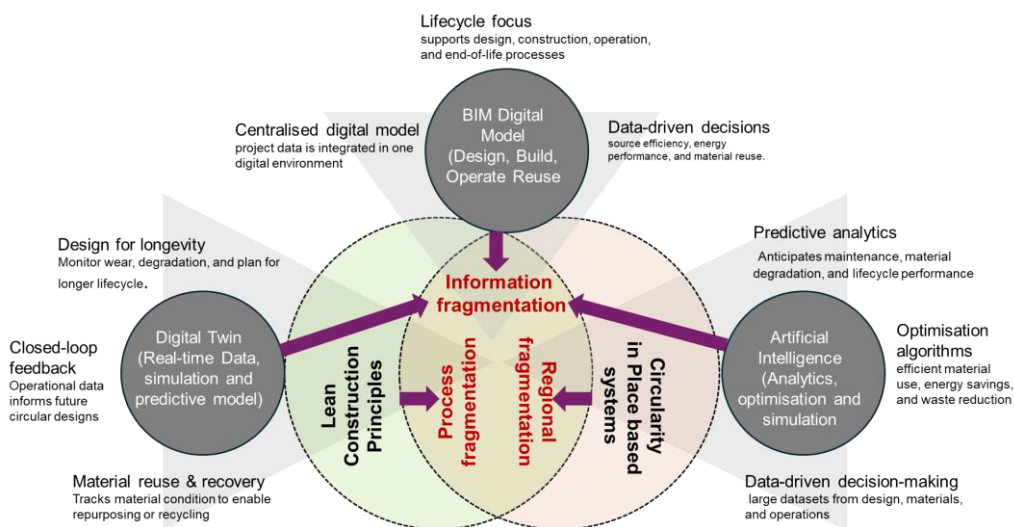 Lifecycle focus
supports design, construction, operation,
and end-of-life processes
BIM Digital
Model
(Design, Build,
Operate Reuse
Centralised digital model
project data is integrated in one
digital environment
Data-driven decisions
source efficiency, energy
performance, and material reuse.
Design for longevity
Monitor wear, degradation, and plan for
longer lifecycle.
Predictive analytics
Anticipates maintenance, material
degradation, and lifecycle performance
Information
fragmentation
Digital Twin
(Real-time Data,
simulation and
predictive model)
Closed-loop
feedback
Operational data
informs future
circular designs
Artificial
Intelligence
(Analytics,
optimisation and
simulation
Optimisation
algorithms
efficient material
use, energy savings,
and waste reduction
Lean
Construction
Principles
Process
fragmentation
Regional
fragmentation
Circularity
in Place based
systems
Material reuse & recovery
Tracks material condition to enable
repurposing or recycling
Data-driven decision-making
large datasets from design, materials,
and operations